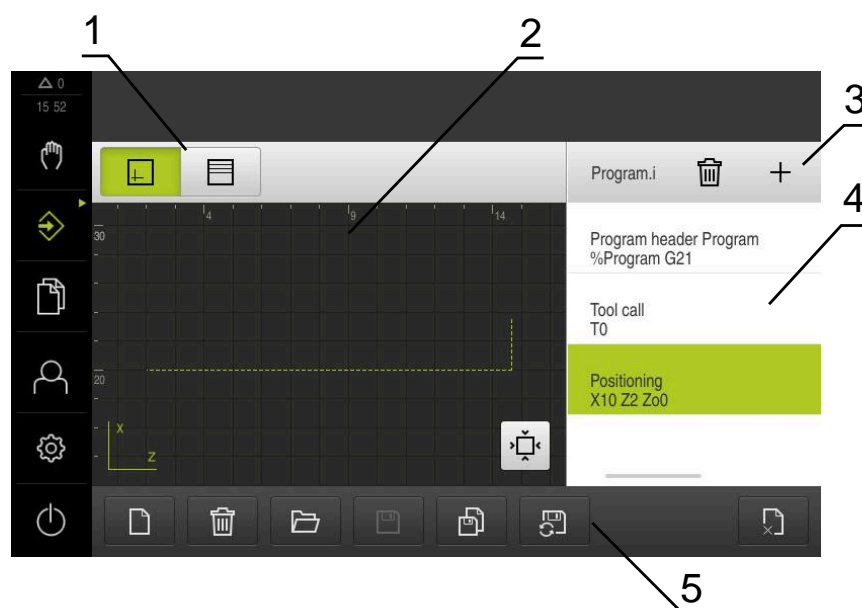 1
2
0
15 52
3
Program.i
4
4
9
14
30
Program header Program
%Program G21
Tool call
T0
20
Positioning
X10 Z2 Zo0
X
Z
5